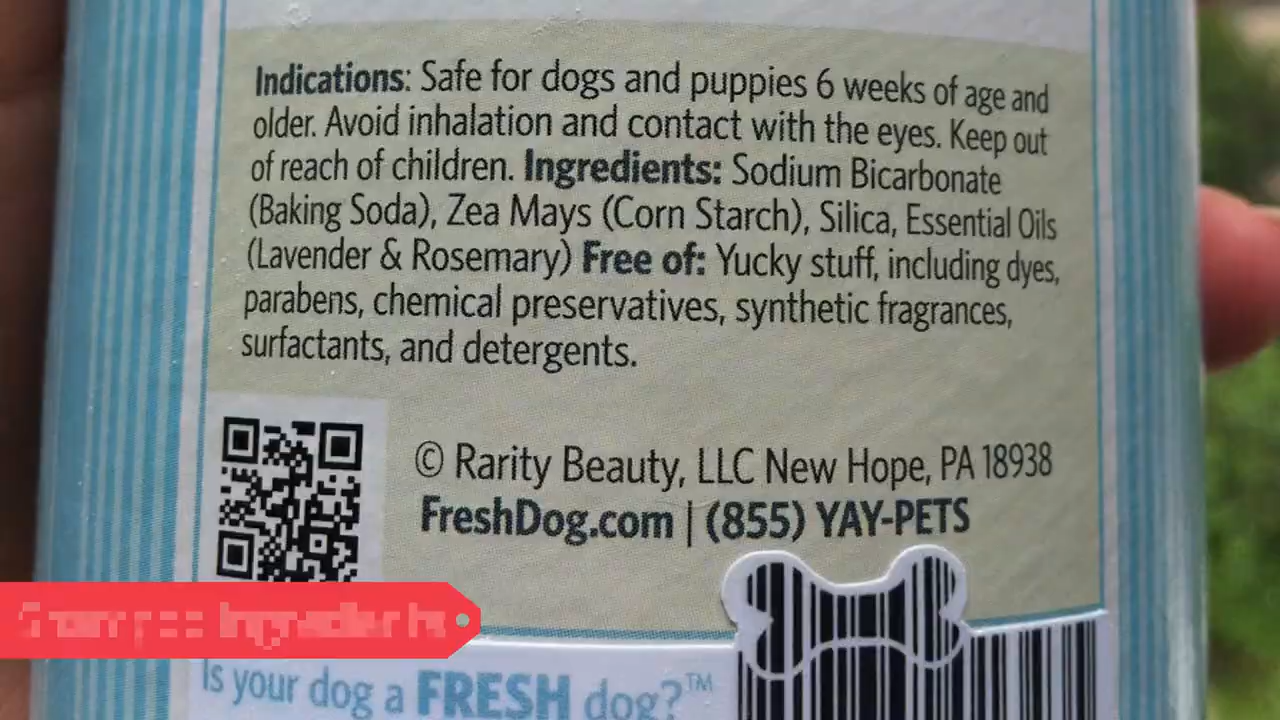 Indications: Safe for dogs and puppies 6 weeks of age and
older. Avoid inhalation and contact with the eyes. Keep out
of reach of children. Ingredients: Sodium Bicarbonate
(Baking Soda), Zea Mays (Corn Starch), Silica, Essential Oils
(Lavender & Rosemary) Free of: Yucky stuff, including dyes,
parabens, chemical preservatives, synthetic fragrances,
surfactants, and detergents.
© Rarity Beauty, LLC New Hope, PA 18938
FreshDog.com | (855) YAY-PETS
Ingredients
Is your dog a FRESH dog?™